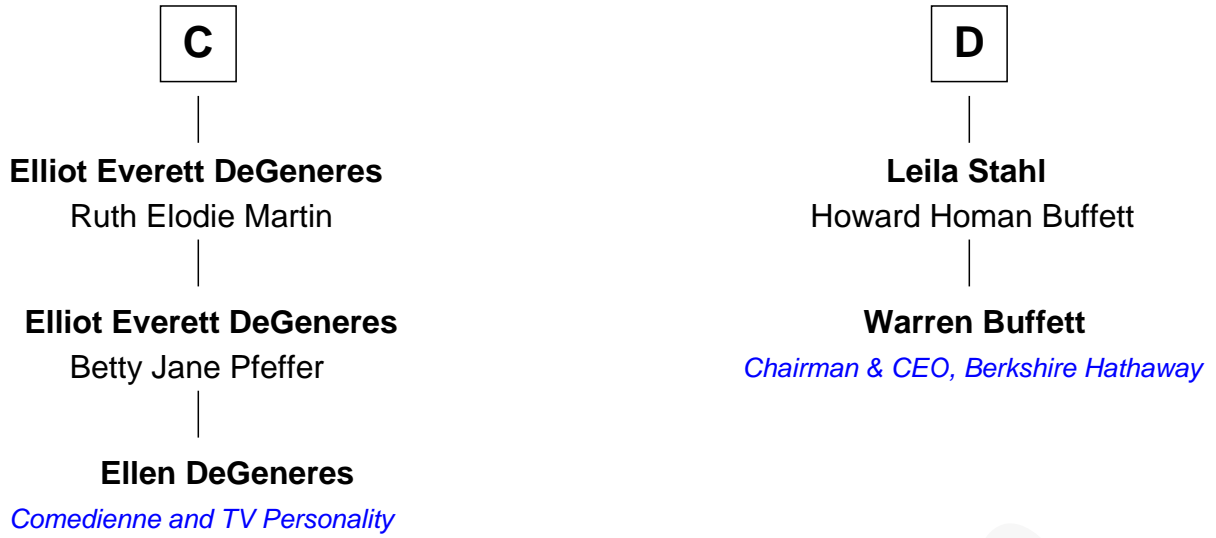 C
Elliot Everett DeGeneres
Ruth Elodie Martin
Elliot Everett DeGeneres
Betty Jane Pfeffer
Ellen DeGeneres
Comedienne and TV Personality
D
Leila Stahl
Howard Homan Buffett
Warren Buffett
Chairman & CEO, Berkshire Hathaway